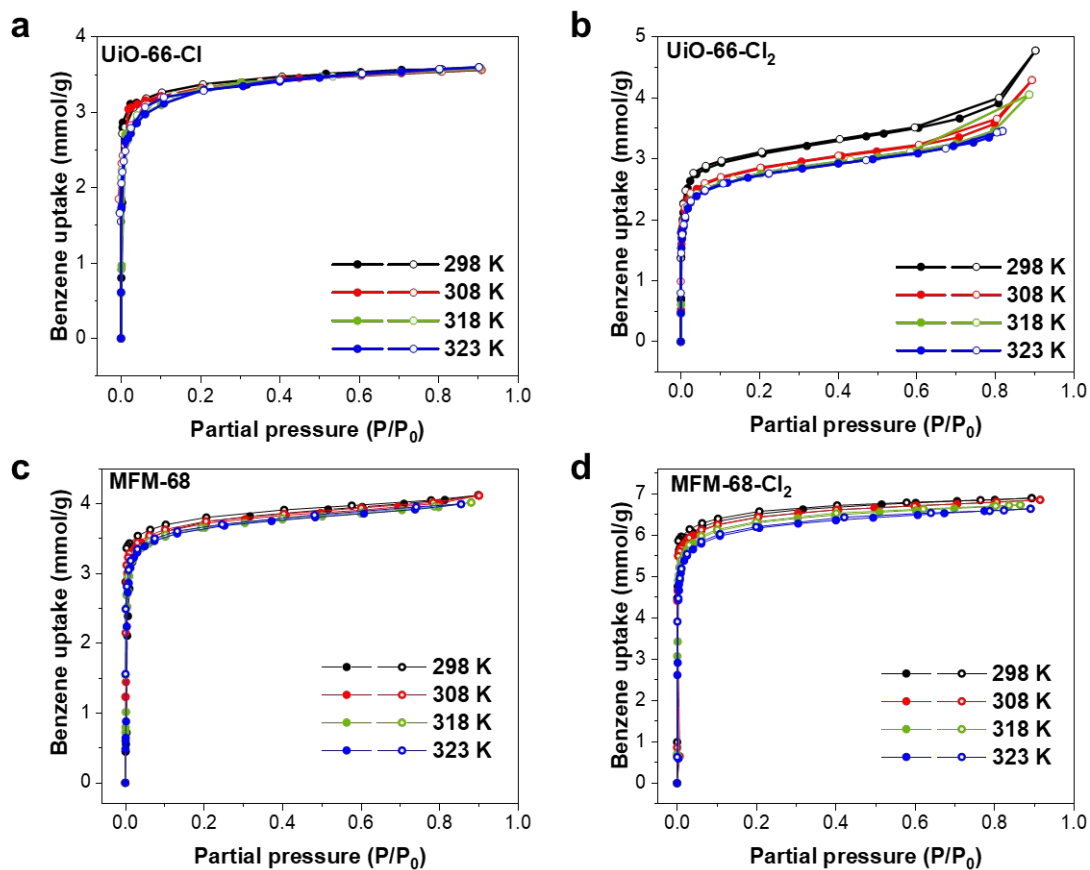 a
UiO-66-Cl
Benzene uptake (mmol/g)
4
3
2
1
0
298 K
308 K
318 K
323 K
0.0 0.2 0.4 0.6 0.8 1.0
Partial pressure (P/P₀)
b
UiO-66-Cl₂
Benzene uptake (mmol/g)
5
4
3
2
1
0
298 K
308 K
318 K
323 K
0.0 0.2 0.4 0.6 0.8 1.0
Partial pressure (P/P₀)
c
MFM-68
Benzene uptake (mmol/g)
4
3
2
1
0
298 K
308 K
318 K
323 K
0.0 0.2 0.4 0.6 0.8 1.0
Partial pressure (P/P₀)
d
MFM-68-Cl₂
Benzene uptake (mmol/g)
7
6
5
4
3
2
1
0
298 K
308 K
318 K
323 K
0.0 0.2 0.4 0.6 0.8 1.0
Partial pressure (P/P₀)